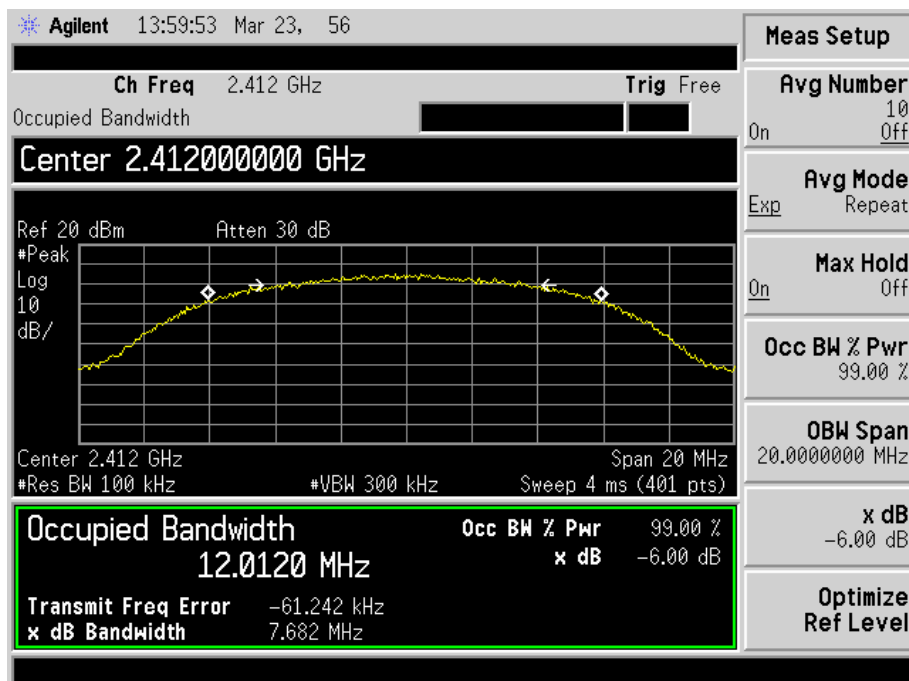 Agilent 13:59:53 Mar 23, 56
Ch Freq 2.412 GHz Trig Free
Occupied Bandwidth
Center 2.412000000 GHz
Ref 20 dBm Atten 30 dB
#Peak
Log
10
dB/
Center 2.412 GHz Span 20 MHz
#Res BW 100 kHz #VBW 300 kHz Sweep 4 ms (401 pts)
Occupied Bandwidth Occ BW % Pwr 99.00 %
12.0120 MHz x dB -6.00 dB
Transmit Freq Error -61.242 kHz
x dB Bandwidth 7.682 MHz
Meas Setup
Avg Number
10
On Off
Avg Mode
Exp Repeat
Max Hold
On Off
Occ BW % Pwr
99.00 %
OBW Span
20.0000000 MHz
x dB
-6.00 dB
Optimize
Ref Level